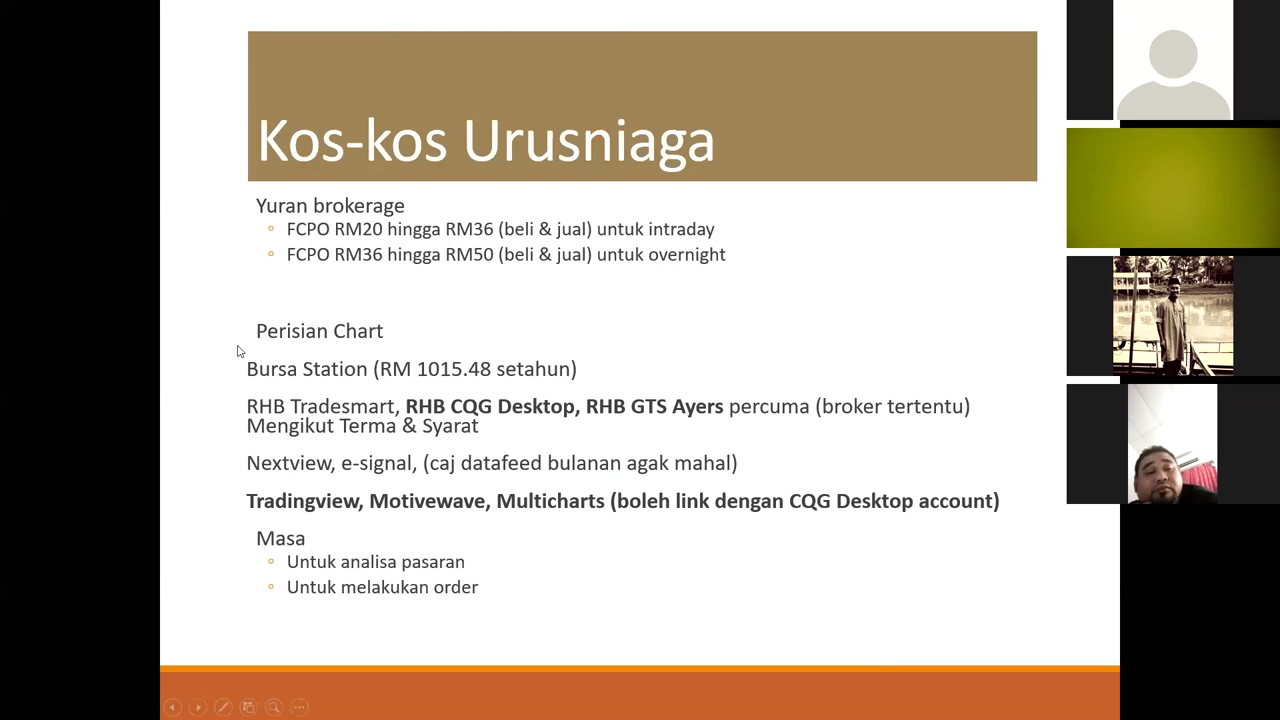 Kos-kos Urusniaga
Yuran brokerage
FCPO RM20 hingga RM36 (beli & jual) untuk intraday
FCPO RM36 hingga RM50 (beli & jual) untuk overnight
Perisian Chart
Bursa Station (RM 1015.48 setahun)
RHB Tradesmart, RHB CQG Desktop, RHB GTS Ayers percuma (broker tertentu)
Mengikut Terma & Syarat
Nextview, e-signal, (caj datafeed bulanan agak mahal)
Tradingview, Motivewave, Multicharts (boleh link dengan CQG Desktop account)
Masa
Untuk analisa pasaran
Untuk melakukan order